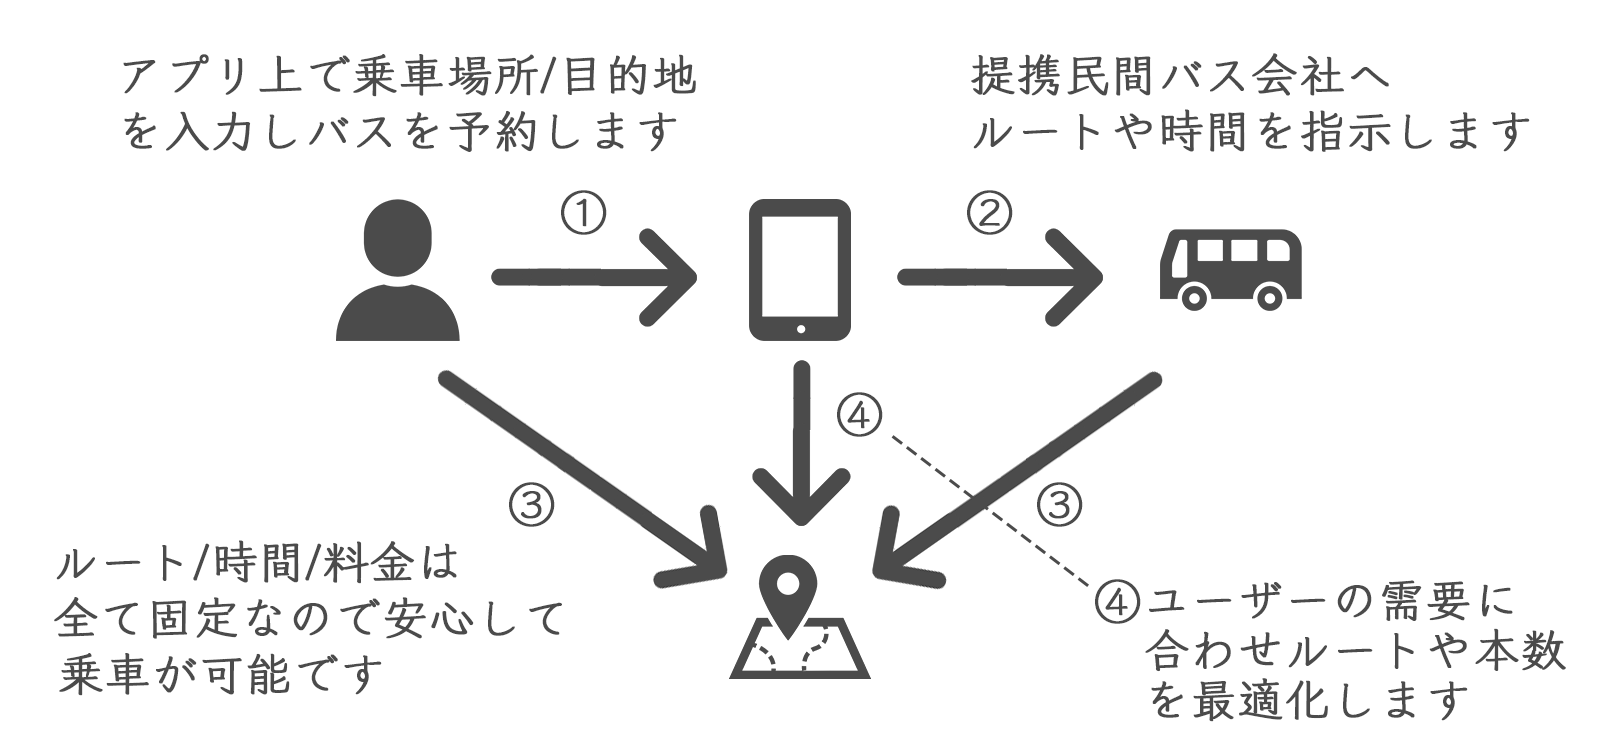 アプリ上で乗車場所/目的地
を入力しバスを予約します
提携民間バス会社へ
ルートや時間を指示します
①
②
④
③
③
ルート/時間/料金は
全て固定なので安心して
乗車が可能です
④ユーザーの需要に
合わせルートや本数
を最適化します